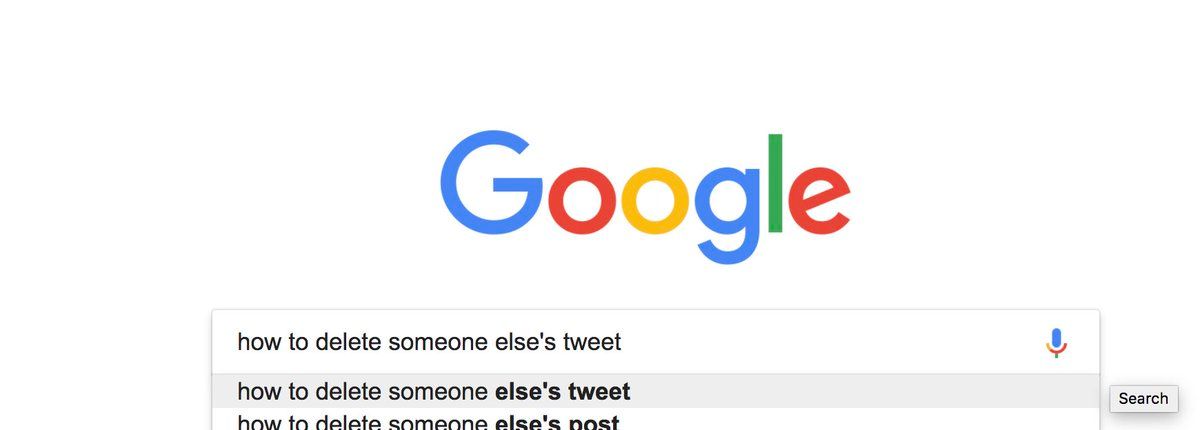 Google
how to delete someone else's tweet
how to delete someone else's tweet
Search
how to delete someone else's post